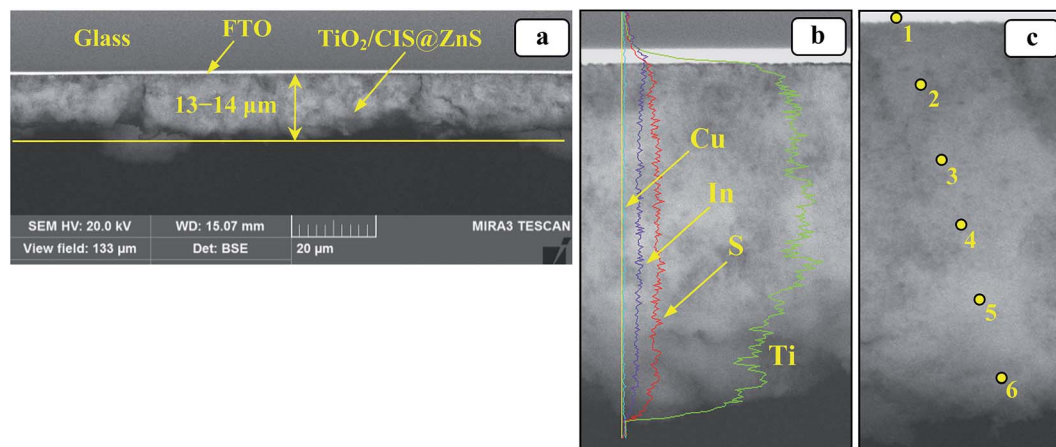 Glass
FTO
TiO₂/CIS@ZnS
a
13–14 µm
SEM HV: 20.0 kV
WD: 15.07 mm
MIRA3 TESCAN
View field: 133 µm
Det: BSE
20 µm
b
Cu
In
S
Ti
c
1
2
3
4
5
6